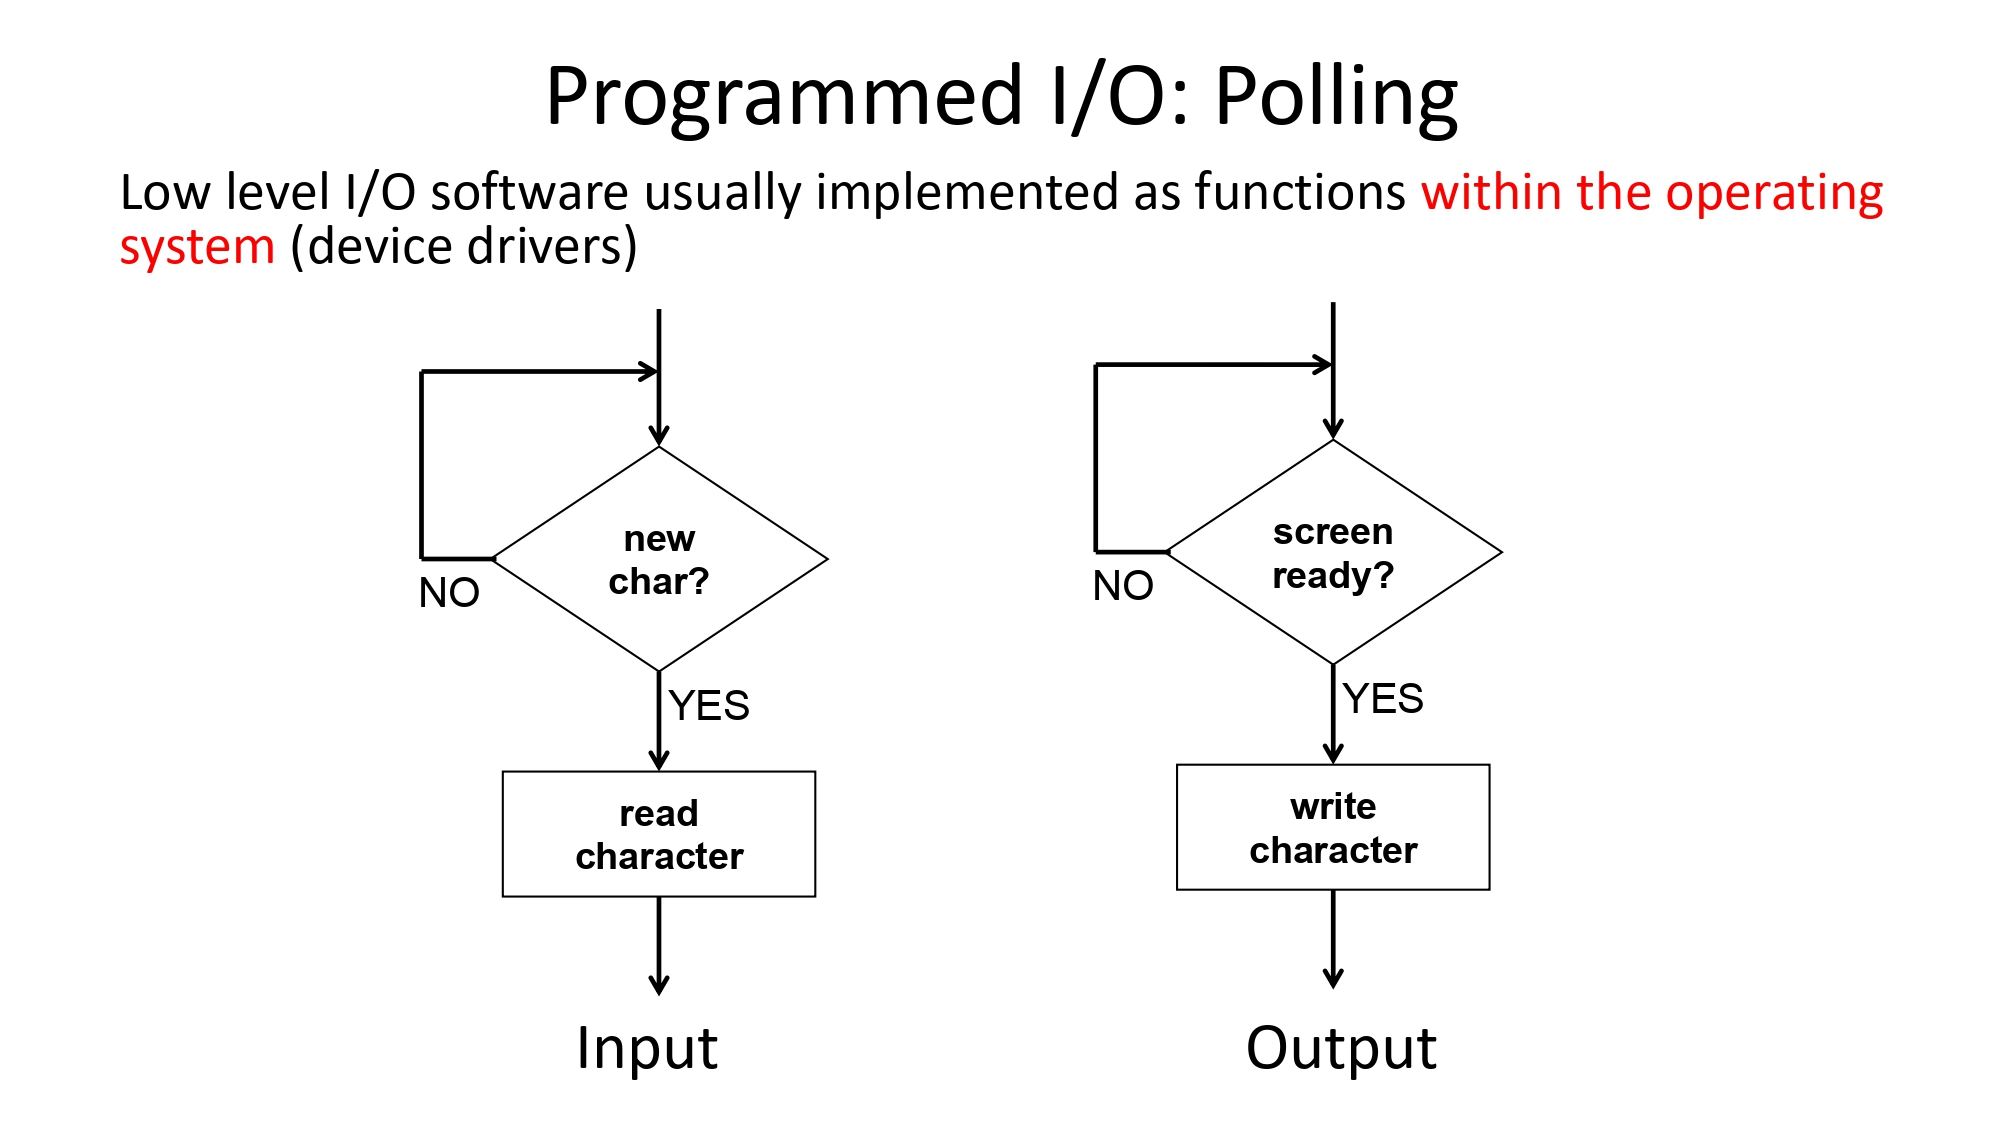 Programmed I/O: Polling
Low level I/O software usually implemented as functions within the operating
system (device drivers)
new
char?
NO
YES
read
character
Input
screen
ready?
NO
YES
write
character
Output